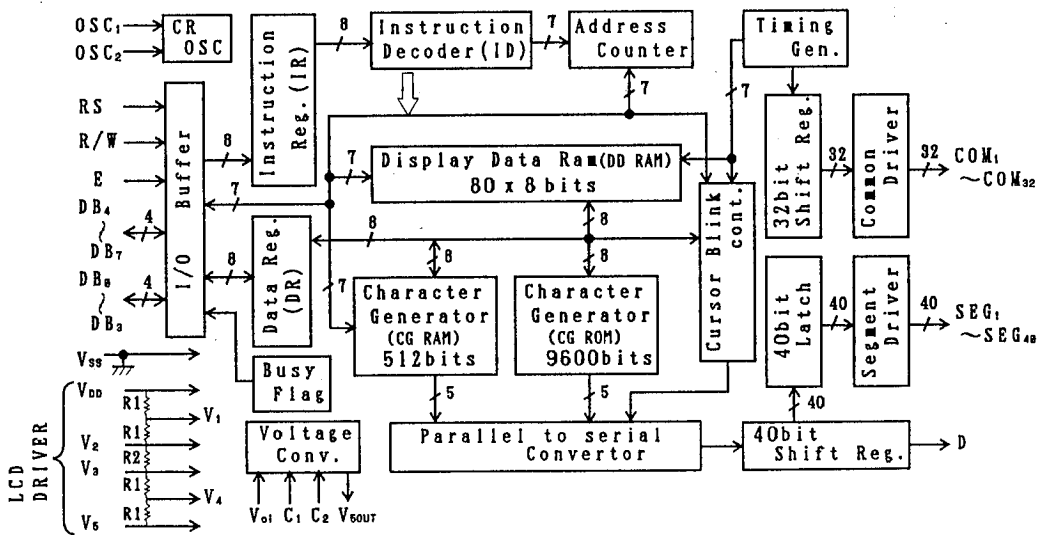 OSC₁
OSC₂
CR
OSC
8
Instruction
Decoder(ID)
7
Address
Counter
Timing
Gen.
Instruction
Reg.(IR)
7
7
RS
R/W
E
DB₄
～
DB₇
4
DB₀
～
DB₃
4
I/O Buffer
8
7
7
Display Data Ram(DD RAM)
80 x 8 bits
8
8
Data Reg.
(DR)
8
7
8
8
Character
Generator
(CG RAM)
512bits
Character
Generator
(CG ROM)
9600bits
Cursor Blink
cont.
32bit
Shift Reg.
32
Common
Driver
32
COM₁
～COM₃₂
40bit
Latch
40
Segment
Driver
40
SEG₁
～SEG₄₀
Busy
Flag
5
5
40
Parallel to serial
Convertor
40bit
Shift Reg.
D
Vss
LCD
DRIVER
VDD
R1
V₁
R1
V₂
R2
V₃
R1
V₄
R1
V₅
Voltage
Conv.
Voi
C₁
C₂
V5OUT